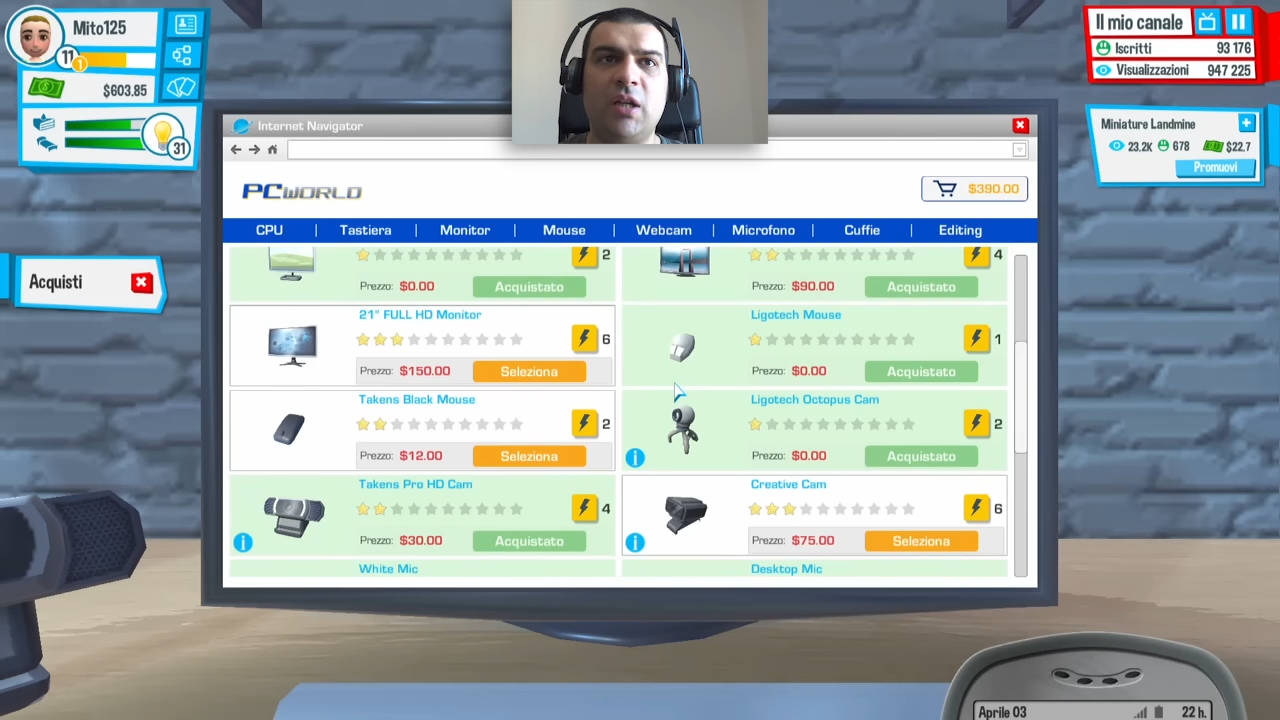 Mito125
11
1
$603.85
31
Il mio canale
Iscritti 93 176
Visualizzazioni 947 225
Miniature Landmine
23.2K 678 $22.7
Promuovi
Acquisti
Internet Navigator
PCWORLD
$390.00
CPU | Tastiera | Monitor | Mouse | Webcam | Microfono | Cuffie | Editing
2
Prezzo: $0.00 Acquistato
4
Prezzo: $90.00 Acquistato
21" FULL HD Monitor
6
Prezzo: $150.00 Seleziona
Ligotech Mouse
1
Prezzo: $0.00 Acquistato
Takens Black Mouse
2
Prezzo: $12.00 Seleziona
Ligotech Octopus Cam
2
Prezzo: $0.00 Acquistato
Takens Pro HD Cam
4
Prezzo: $30.00 Acquistato
Creative Cam
6
Prezzo: $75.00 Seleziona
White Mic
Desktop Mic
Aprile 03 22 h.